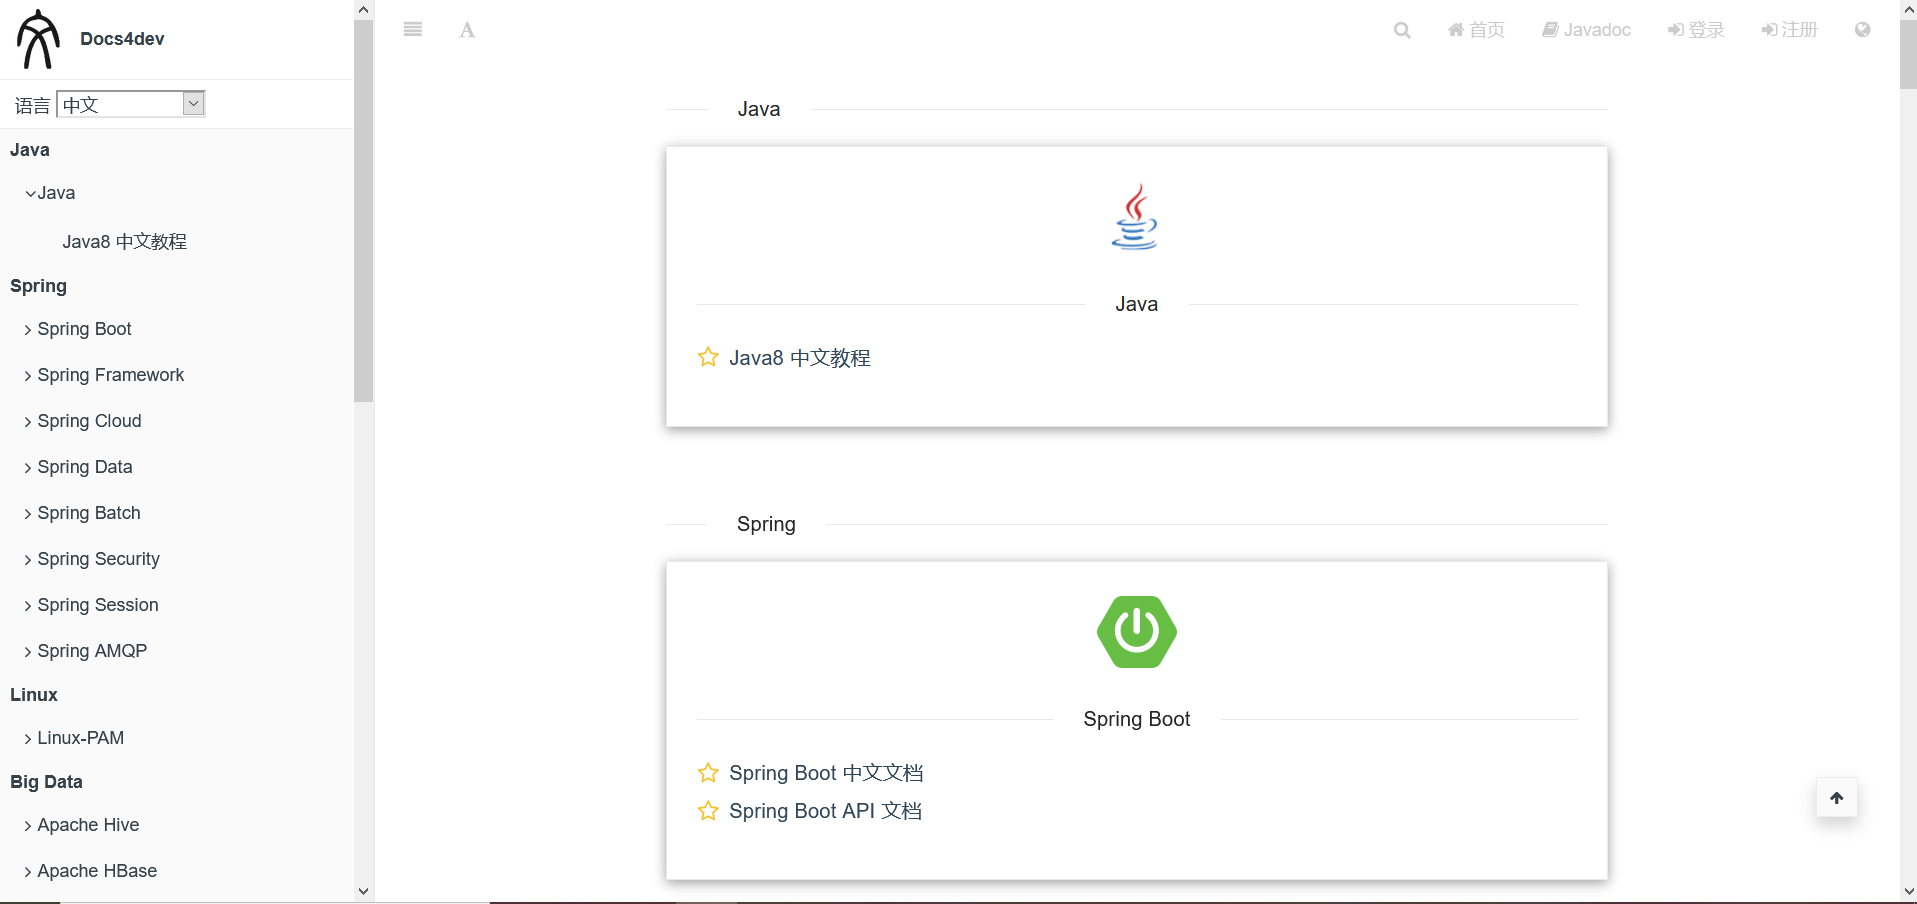 Docs4dev
语言 中文
Java
Java
Java8 中文教程
Spring
Spring Boot
Spring Framework
Spring Cloud
Spring Data
Spring Batch
Spring Security
Spring Session
Spring AMQP
Linux
Linux-PAM
Big Data
Apache Hive
Apache HBase
A
首页
Javadoc
登录
注册
Java
Java
Java8 中文教程
Spring
Spring Boot
Spring Boot 中文文档
Spring Boot API 文档